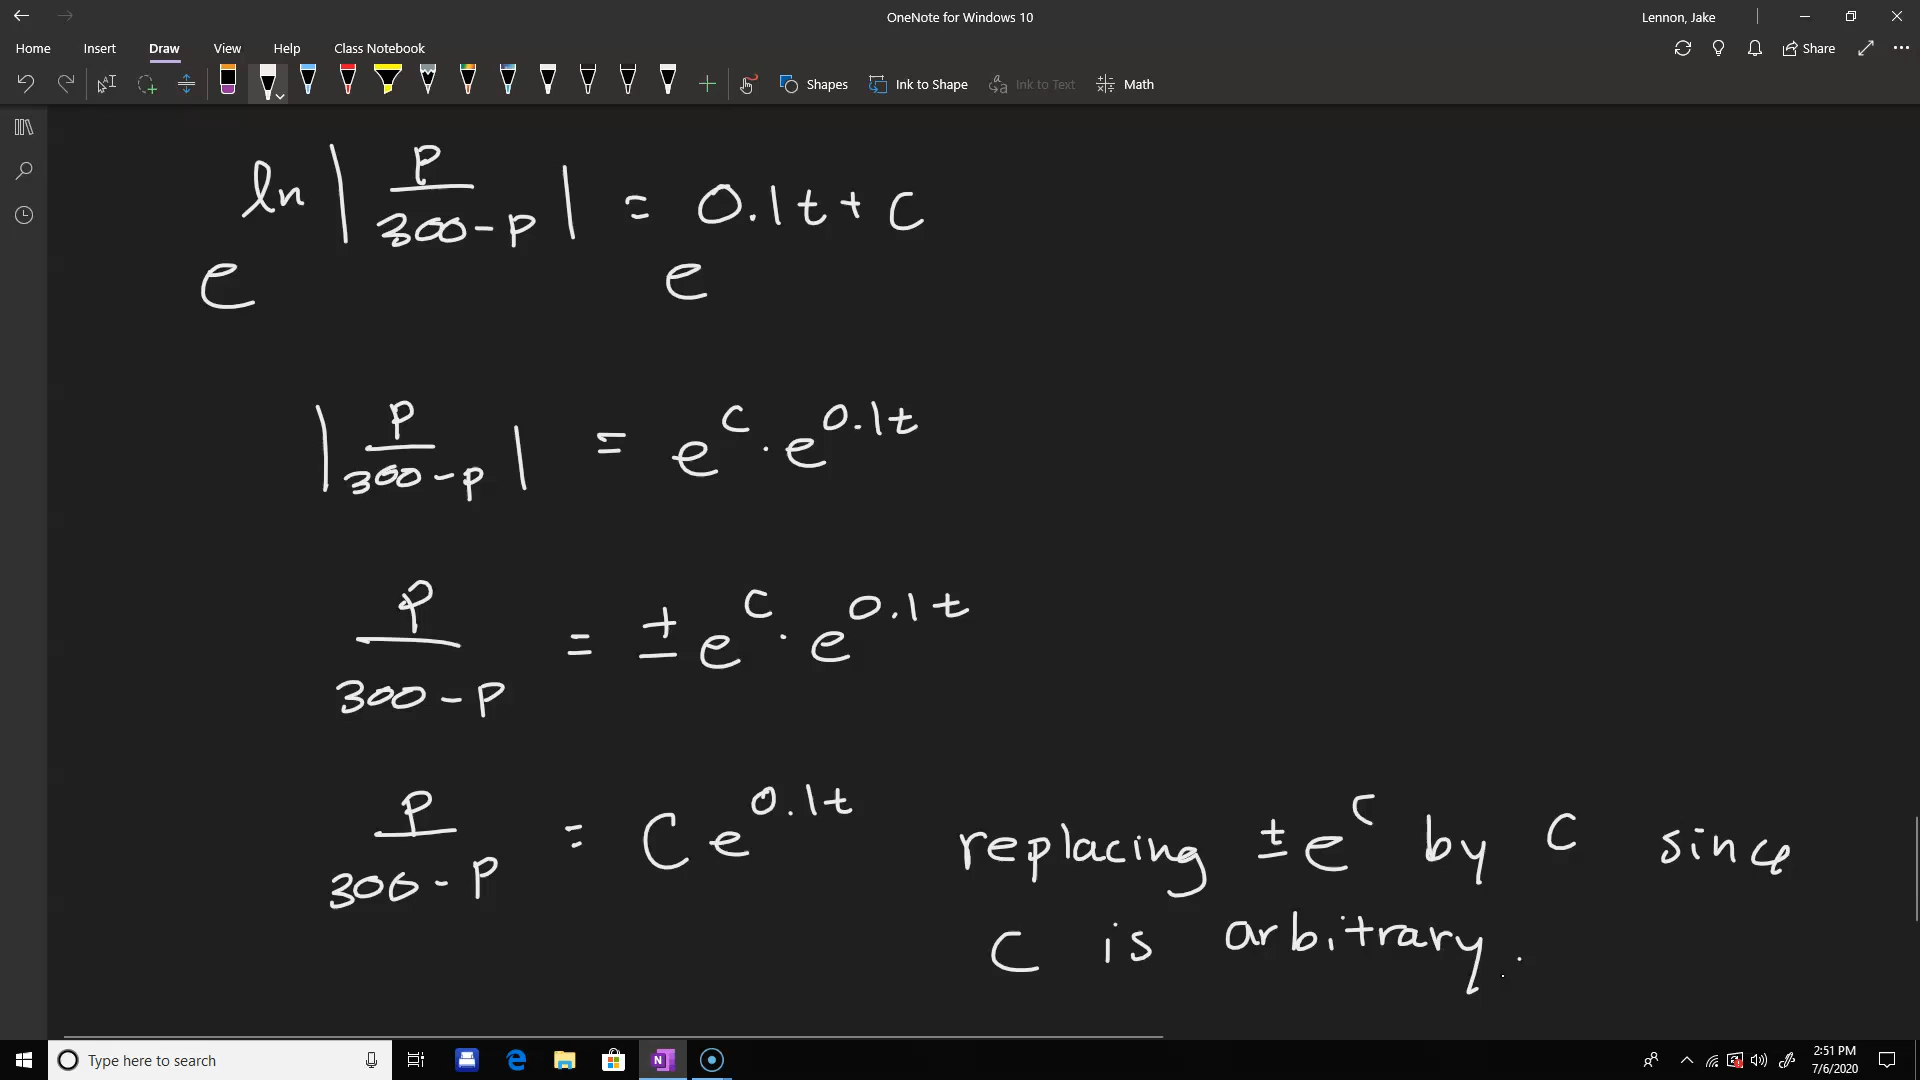 OneNote for Windows 10
Lennon, Jake
Home Insert Draw View Help Class Notebook
Share
Shapes Ink to Shape Ink to Text Math
ln | P / 300 - P | = 0.1t + C
e e
| P / 300 - P | = e^C · e^0.1t
P / 300 - P = ± e^C · e^0.1t
P / 300 - P = C e^0.1t replacing ± e^C by C since
C is arbitrary.
Type here to search
2:51 PM
7/6/2020